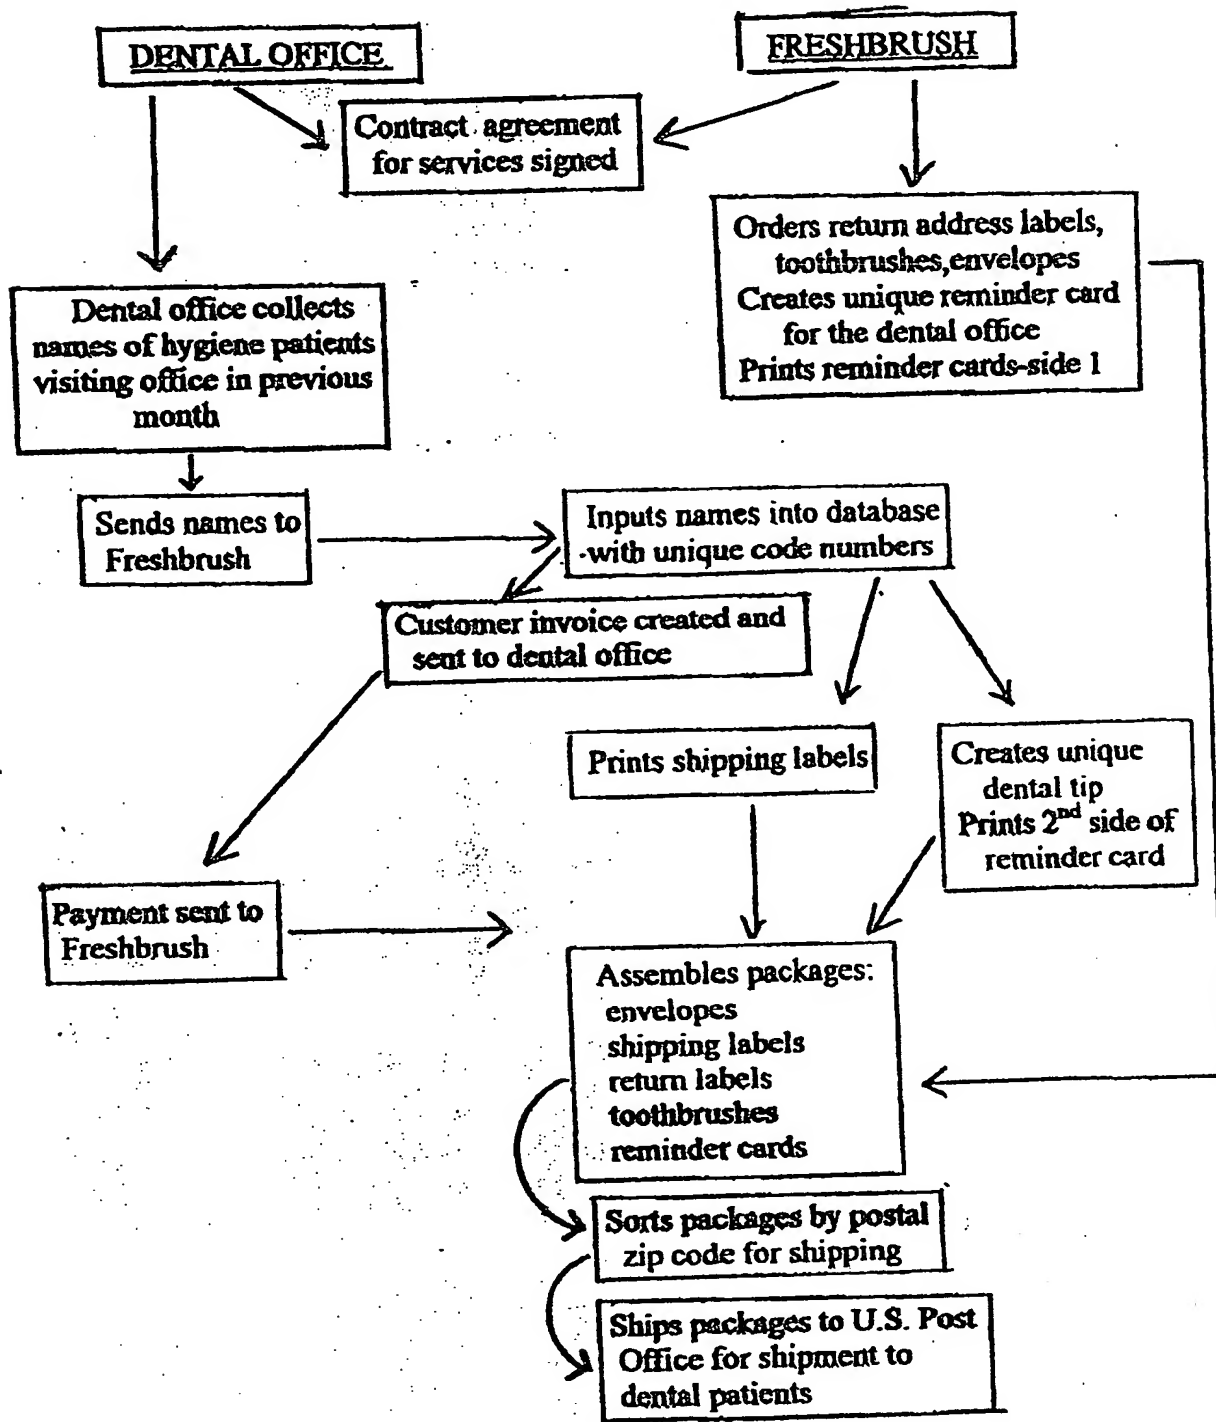 DENTAL OFFICE
FRESHBRUSH
Contract agreement
for services signed
Orders return address labels,
toothbrushes,envelopes
Creates unique reminder card
for the dental office
Prints reminder cards-side 1
Dental office collects
names of hygiene patients
visiting office in previous
month
Sends names to
Freshbrush
Inputs names into database
with unique code numbers
Customer invoice created and
sent to dental office
Prints shipping labels
Creates unique
dental tip
Prints 2nd side of
reminder card
Payment sent to
Freshbrush
Assembles packages:
envelopes
shipping labels
return labels
toothbrushes
reminder cards
Sorts packages by postal
zip code for shipping
Ships packages to U.S. Post
Office for shipment to
dental patients